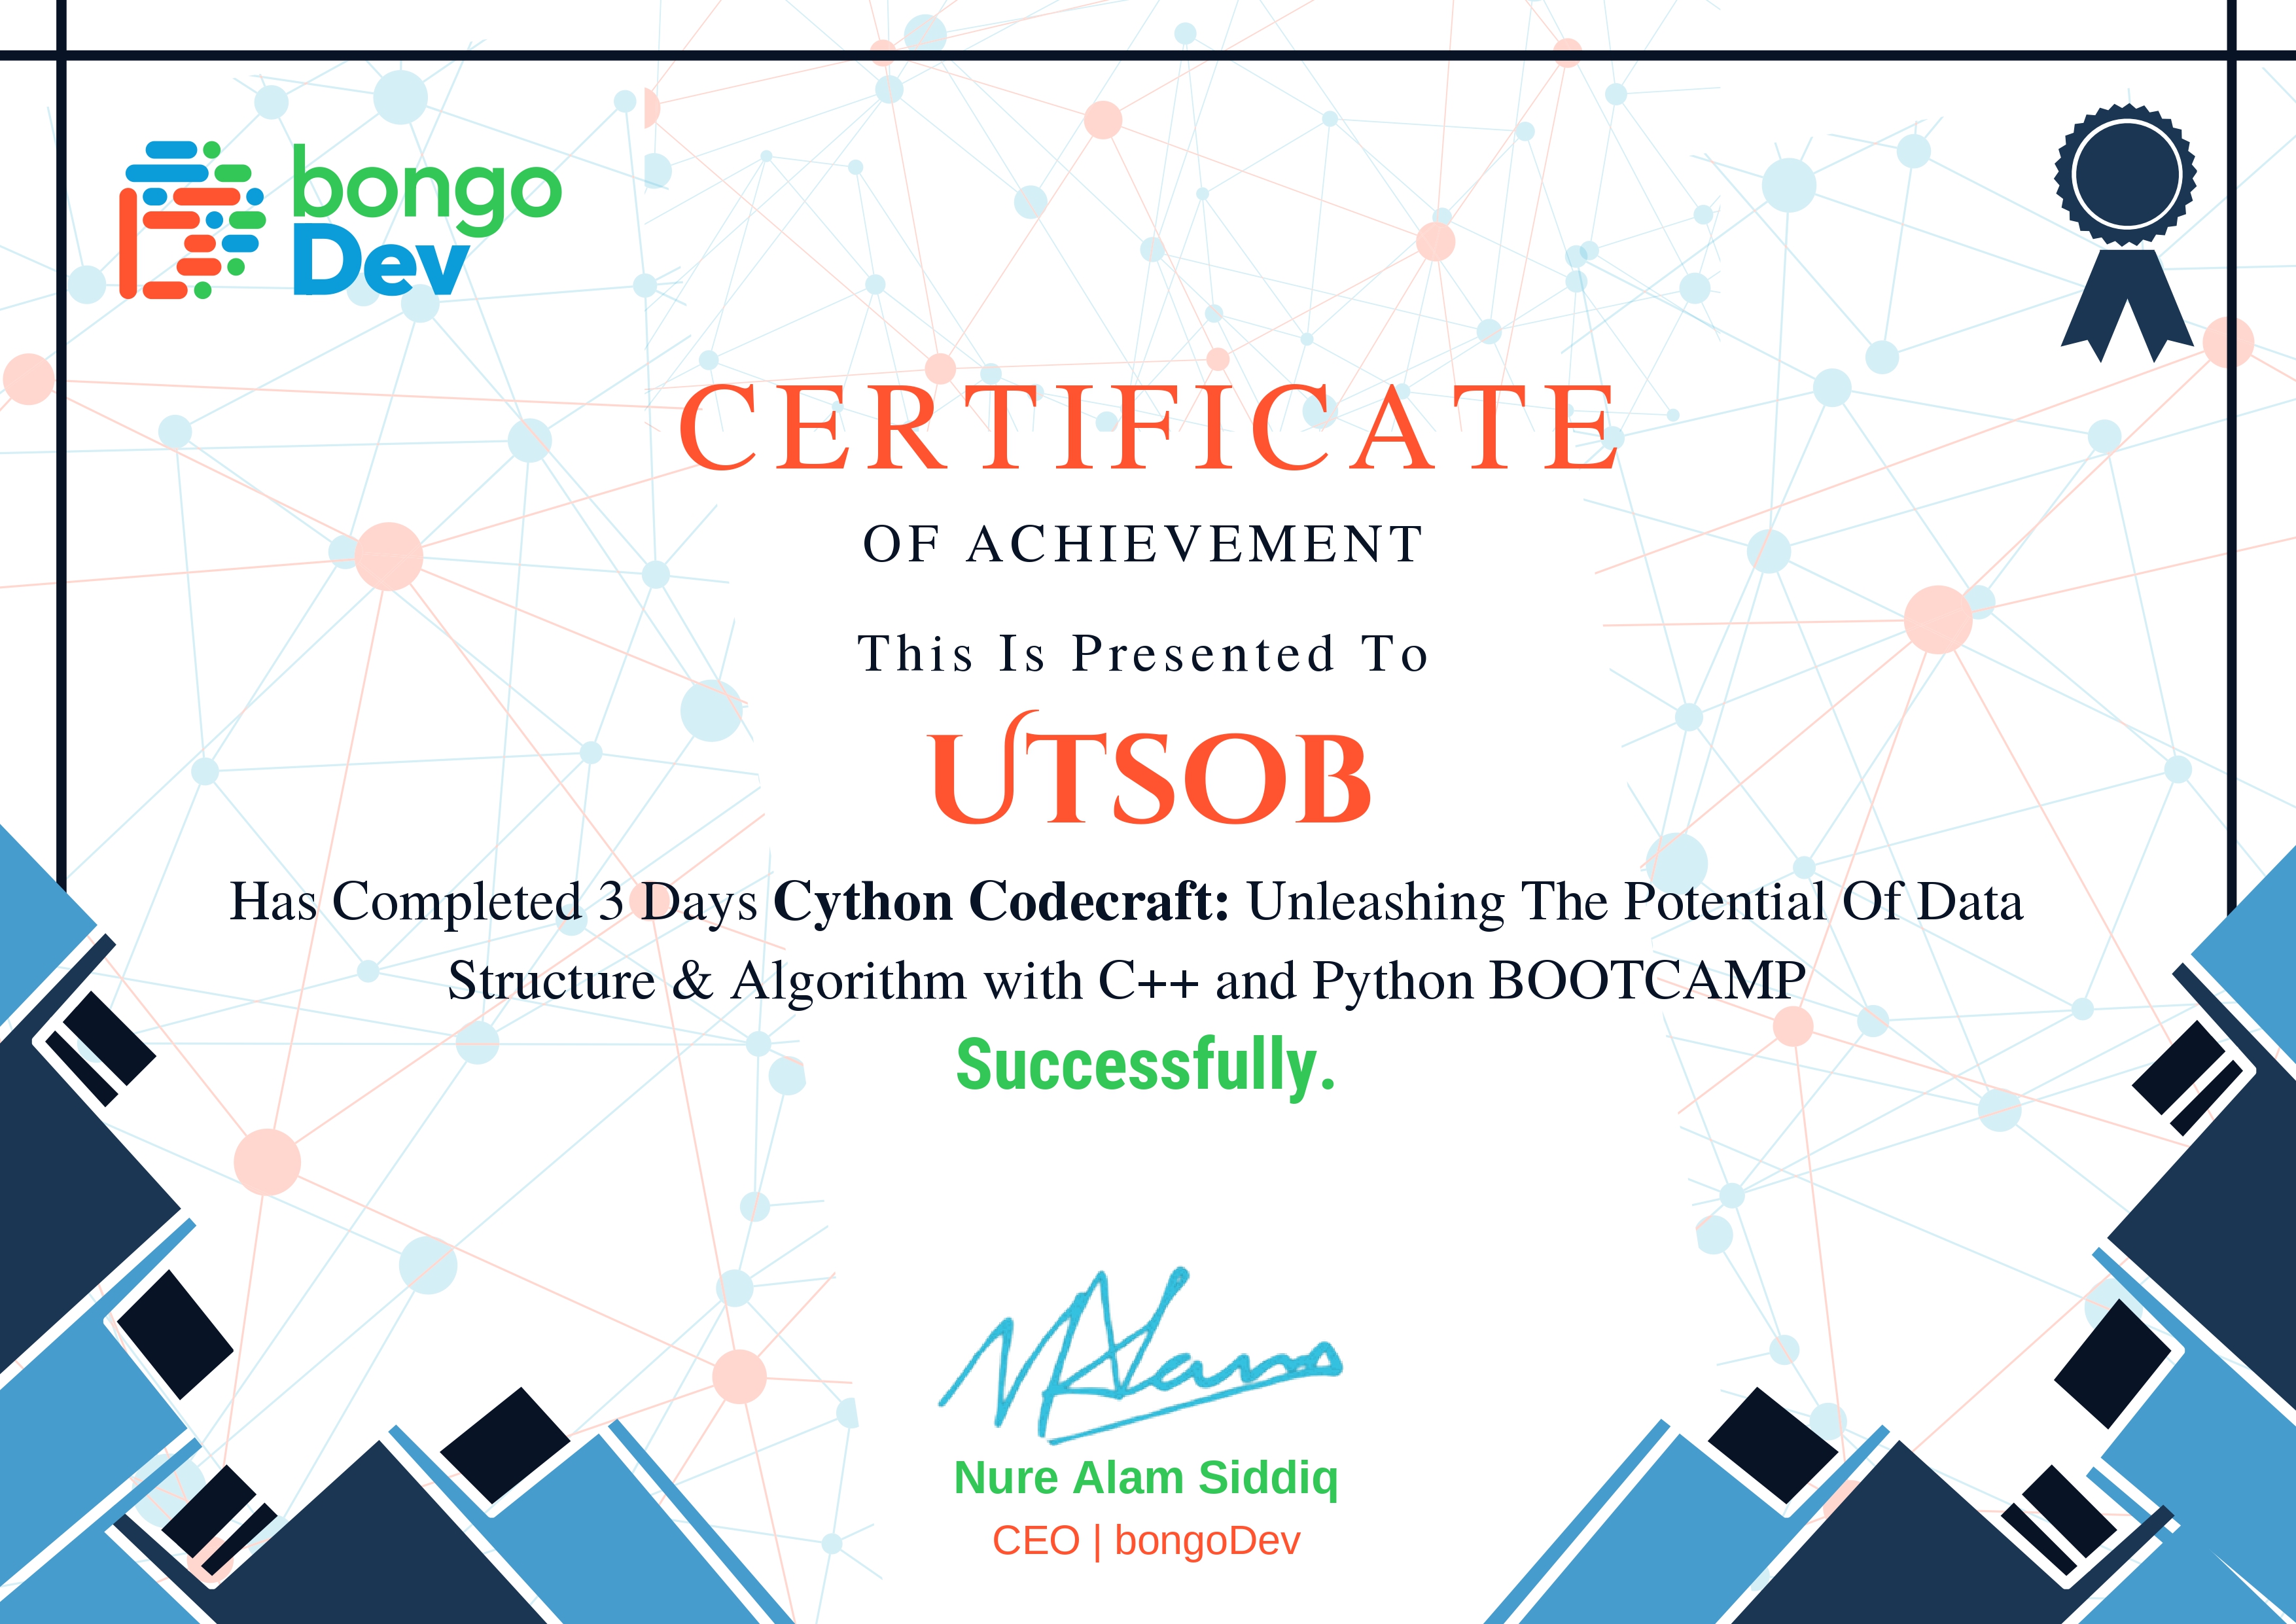 bongo
Dev
CERTIFICATE
OF ACHIEVEMENT
This Is Presented To
UTSOB
Has Completed 3 Days Cython Codecraft: Unleashing The Potential Of Data
Structure & Algorithm with C++ and Python BOOTCAMP
Successfully.
Nure Alam Siddiq
CEO | bongoDev